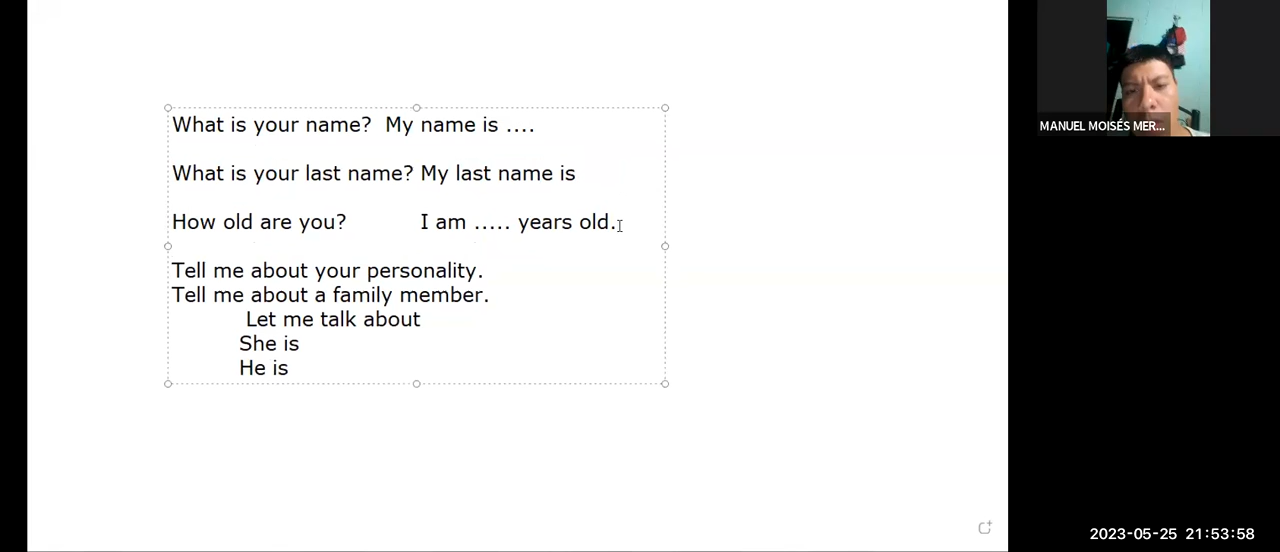 What is your name?  My name is ....
What is your last name? My last name is
How old are you?          I am ..... years old.
Tell me about your personality.
Tell me about a family member.
Let me talk about
She is
He is
MANUEL MOISÉS MER...
2023-05-25 21:53:58